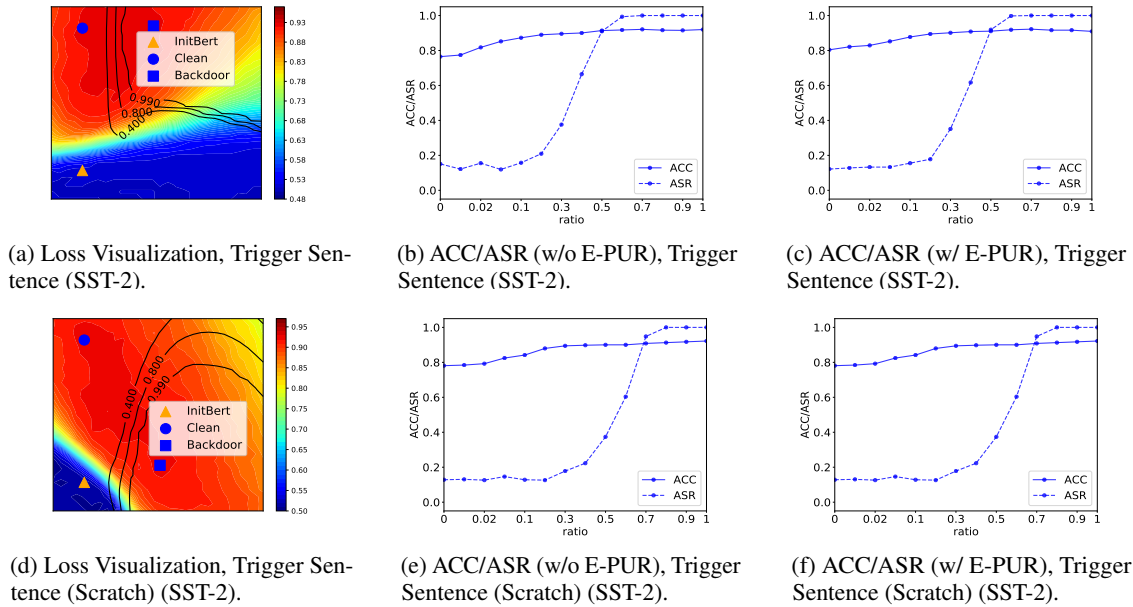 InitBert
Clean
Backdoor
0.990
0.800
0.400
0.93
0.88
0.83
0.78
0.73
0.68
0.63
0.58
0.53
0.48
(a) Loss Visualization, Trigger Sen-
tence (SST-2).
1.0
0.8
0.6
0.4
0.2
0.0
ACC/ASR
ACC
ASR
0 0.02 0.1 0.3 0.5 0.7 0.9 1
ratio
(b) ACC/ASR (w/o E-PUR), Trigger
Sentence (SST-2).
1.0
0.8
0.6
0.4
0.2
0.0
ACC/ASR
ACC
ASR
0 0.02 0.1 0.3 0.5 0.7 0.9 1
ratio
(c) ACC/ASR (w/ E-PUR), Trigger
Sentence (SST-2).
0.400
0.800
0.990
InitBert
Clean
Backdoor
0.95
0.90
0.85
0.80
0.75
0.70
0.65
0.60
0.55
0.50
(d) Loss Visualization, Trigger Sen-
tence (Scratch) (SST-2).
1.0
0.8
0.6
0.4
0.2
0.0
ACC/ASR
ACC
ASR
0 0.02 0.1 0.3 0.5 0.7 0.9 1
ratio
(e) ACC/ASR (w/o E-PUR), Trigger
Sentence (Scratch) (SST-2).
1.0
0.8
0.6
0.4
0.2
0.0
ACC/ASR
ACC
ASR
0 0.02 0.1 0.3 0.5 0.7 0.9 1
ratio
(f) ACC/ASR (w/ E-PUR), Trigger
Sentence (Scratch) (SST-2).